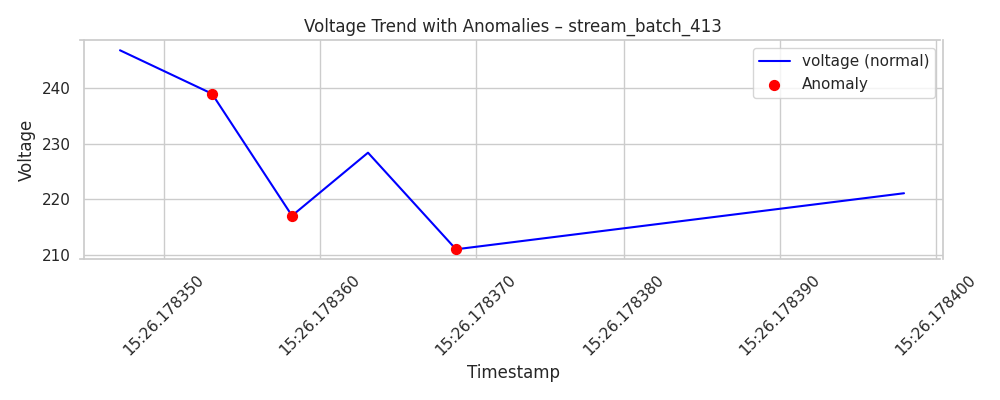 Voltage Trend with Anomalies – stream_batch_413
voltage (normal)
Anomaly
Voltage
240
230
220
210
15:26.178350
15:26.178360
15:26.178370
15:26.178380
15:26.178390
15:26.178400
Timestamp